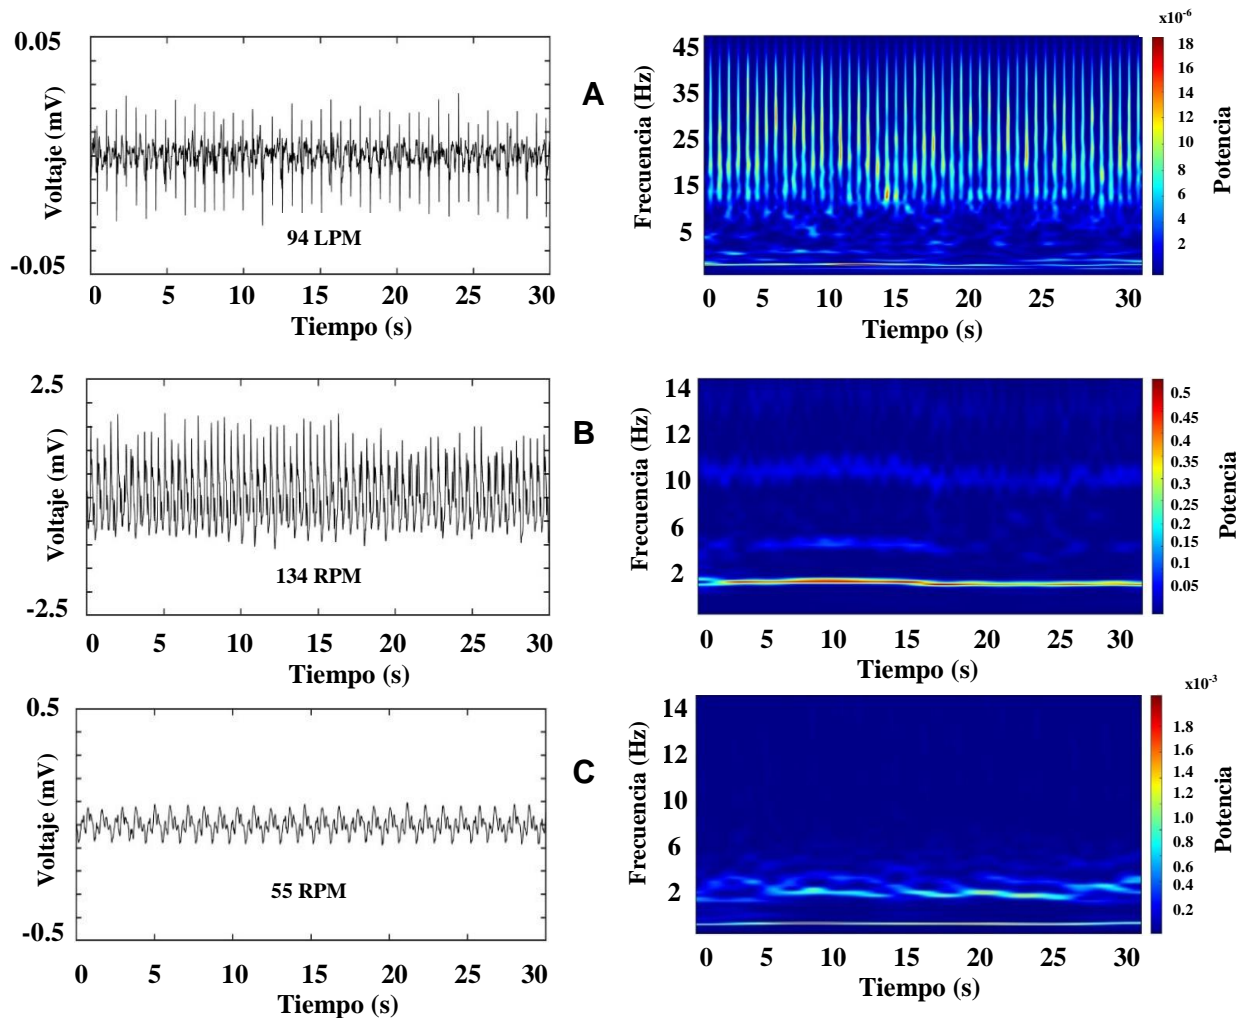 0.05
Voltaje (mV)
-0.05
94 LPM
0 5 10 15 20 25 30
Tiempo (s)
A
x10-6
45
35
25
15
5
Frecuencia (Hz)
18
16
14
12
10
8
6
4
2
Potencia
0 5 10 15 20 25 30
Tiempo (s)
2.5
Voltaje (mV)
-2.5
134 RPM
0 5 10 15 20 25 30
Tiempo (s)
B
14
12
10
6
2
Frecuencia (Hz)
0.5
0.45
0.4
0.35
0.3
0.25
0.2
0.15
0.1
0.05
Potencia
0 5 10 15 20 25 30
Tiempo (s)
0.5
Voltaje (mV)
-0.5
55 RPM
0 5 10 15 20 25 30
Tiempo (s)
C
x10-3
14
12
10
6
2
Frecuencia (Hz)
1.8
1.6
1.4
1.2
1.0
0.8
0.6
0.4
0.2
Potencia
0 5 10 15 20 25 30
Tiempo (s)